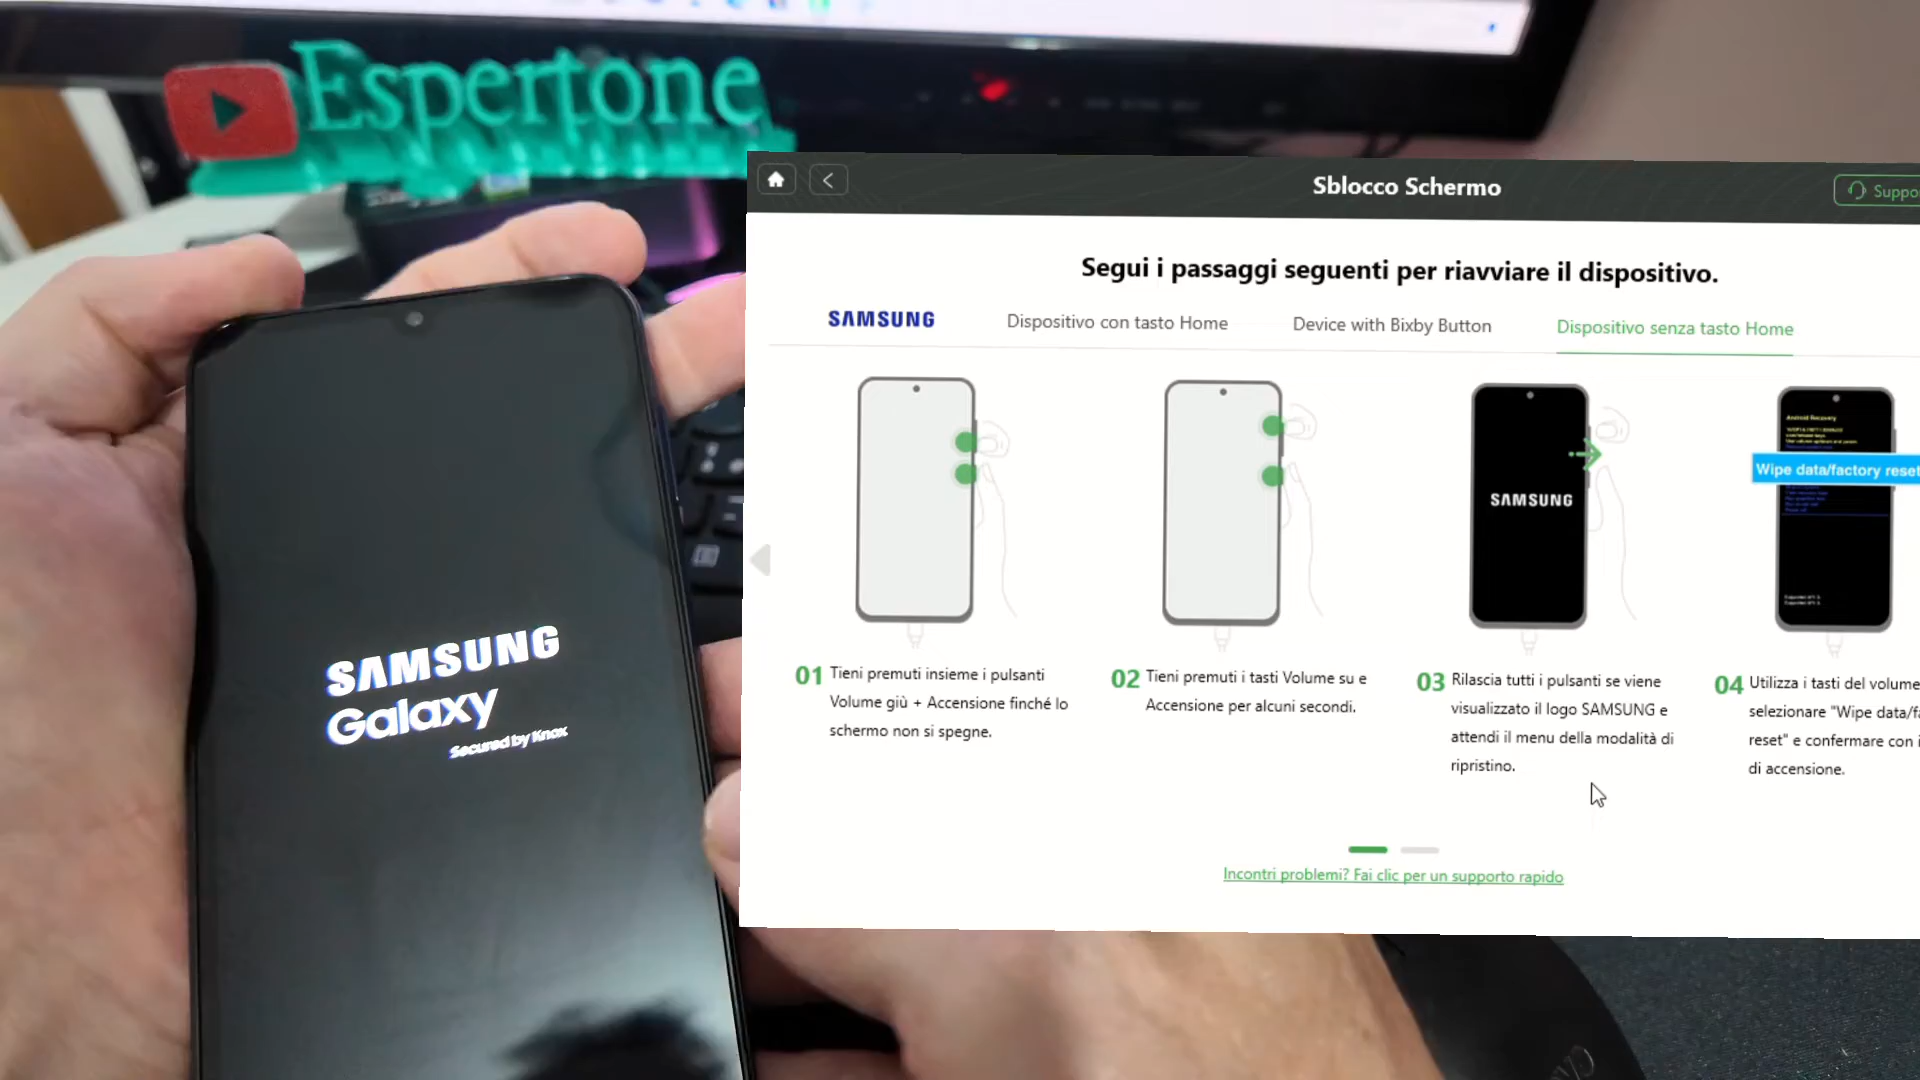 Espertone
Sblocco Schermo
Suppo
Segui i passaggi seguenti per riavviare il dispositivo.
SAMSUNG
Dispositivo con tasto Home
Device with Bixby Button
Dispositivo senza tasto Home
Android Recovery
Wipe data/factory reset
SAMSUNG
SAMSUNG
Galaxy
Secured by Knox
01 Tieni premuti insieme i pulsanti
Volume giù + Accensione finché lo
schermo non si spegne.
02 Tieni premuti i tasti Volume su e
Accensione per alcuni secondi.
03 Rilascia tutti i pulsanti se viene
visualizzato il logo SAMSUNG e
attendi il menu della modalità di
ripristino.
04 Utilizza i tasti del volume
selezionare "Wipe data/fa
reset" e confermare con i
di accensione.
Incontri problemi? Fai clic per un supporto rapido